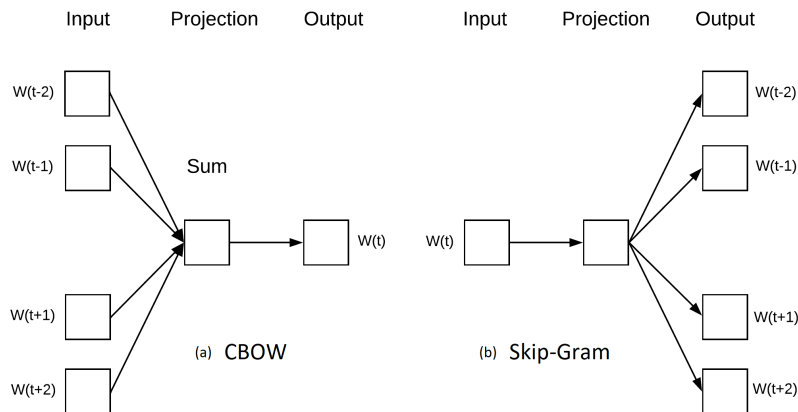 Input Projection Output Input Projection Output
W(t-2) W(t-2)
W(t-1) Sum W(t-1)
W(t) W(t)
W(t+1) W(t+1)
(a) CBOW (b) Skip-Gram
W(t+2) W(t+2)